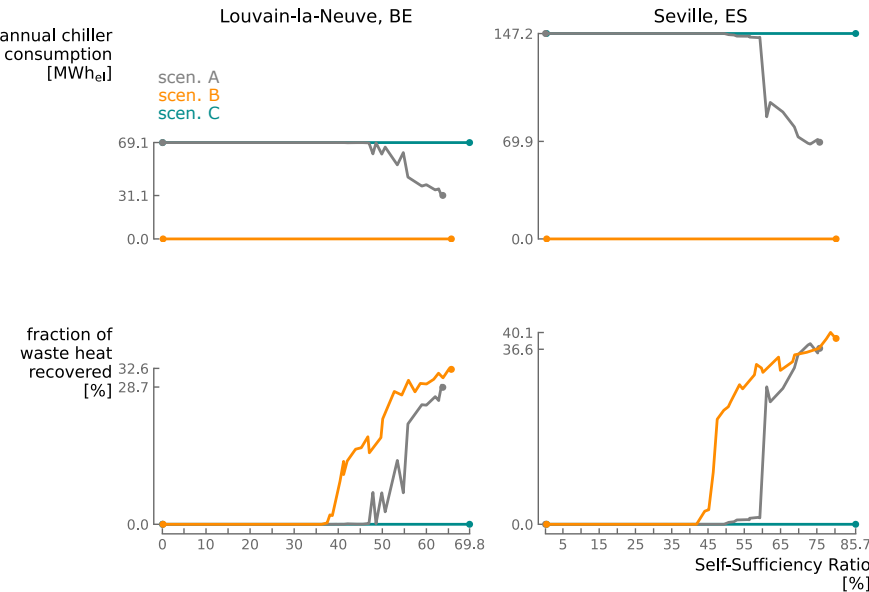 Louvain-la-Neuve, BE
Seville, ES
annual chiller
consumption
[MWhel]
scen. A
scen. B
scen. C
69.1
31.1
0.0
147.2
69.9
0.0
fraction of
waste heat
recovered
[%]
32.6
28.7
0.0
40.1
36.6
0.0
0 10 20 30 40 50 60 69.8
5 15 25 35 45 55 65 75 85.7
Self-Sufficiency Ratio
[%]